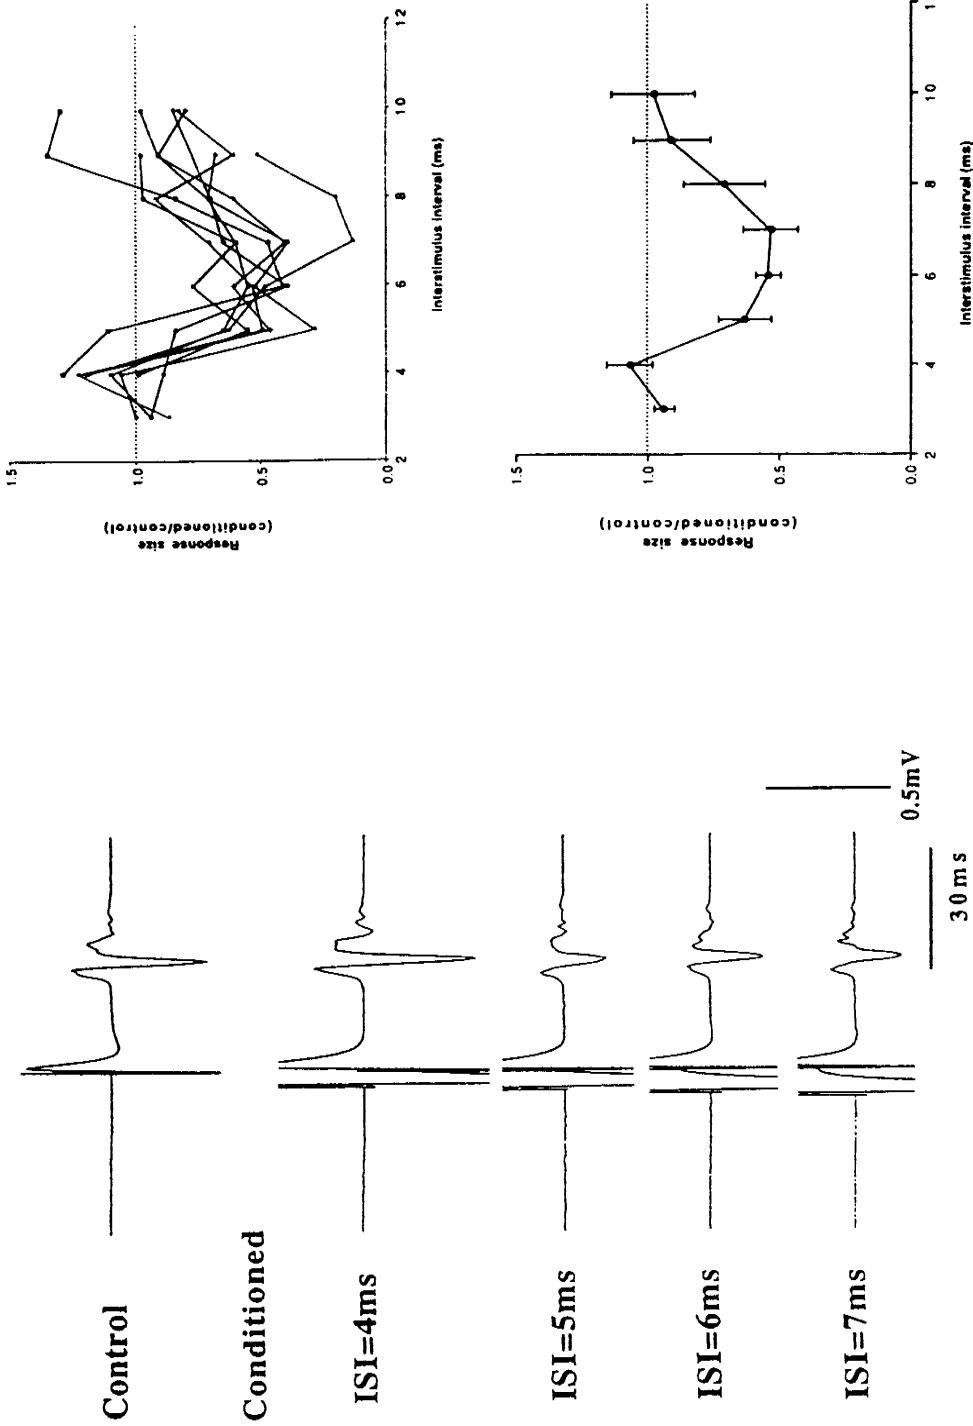 Control
Conditioned
ISI=4ms
ISI=5ms
ISI=6ms
ISI=7ms
30ms
0.5mV
Response size
(conditioned/control)
1.5
1.0
0.5
0.0
2
4
6
8
10
12
Interstimulus interval (ms)
Response size
(conditioned/control)
1.5
1.0
0.5
0.0
2
4
6
8
10
1
Interstimulus interval (ms)